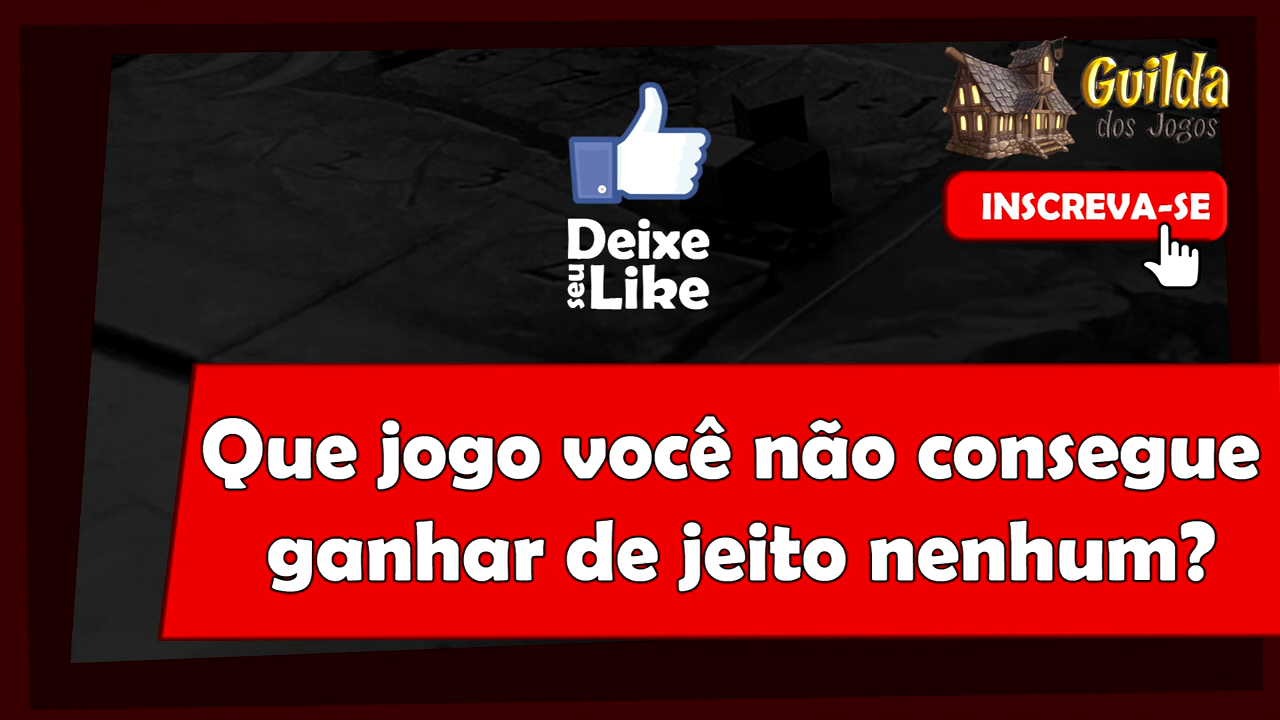 Guilda
dos Jogos
INSCREVA-SE
Deixe
seu Like
Que jogo você não consegue
ganhar de jeito nenhum?